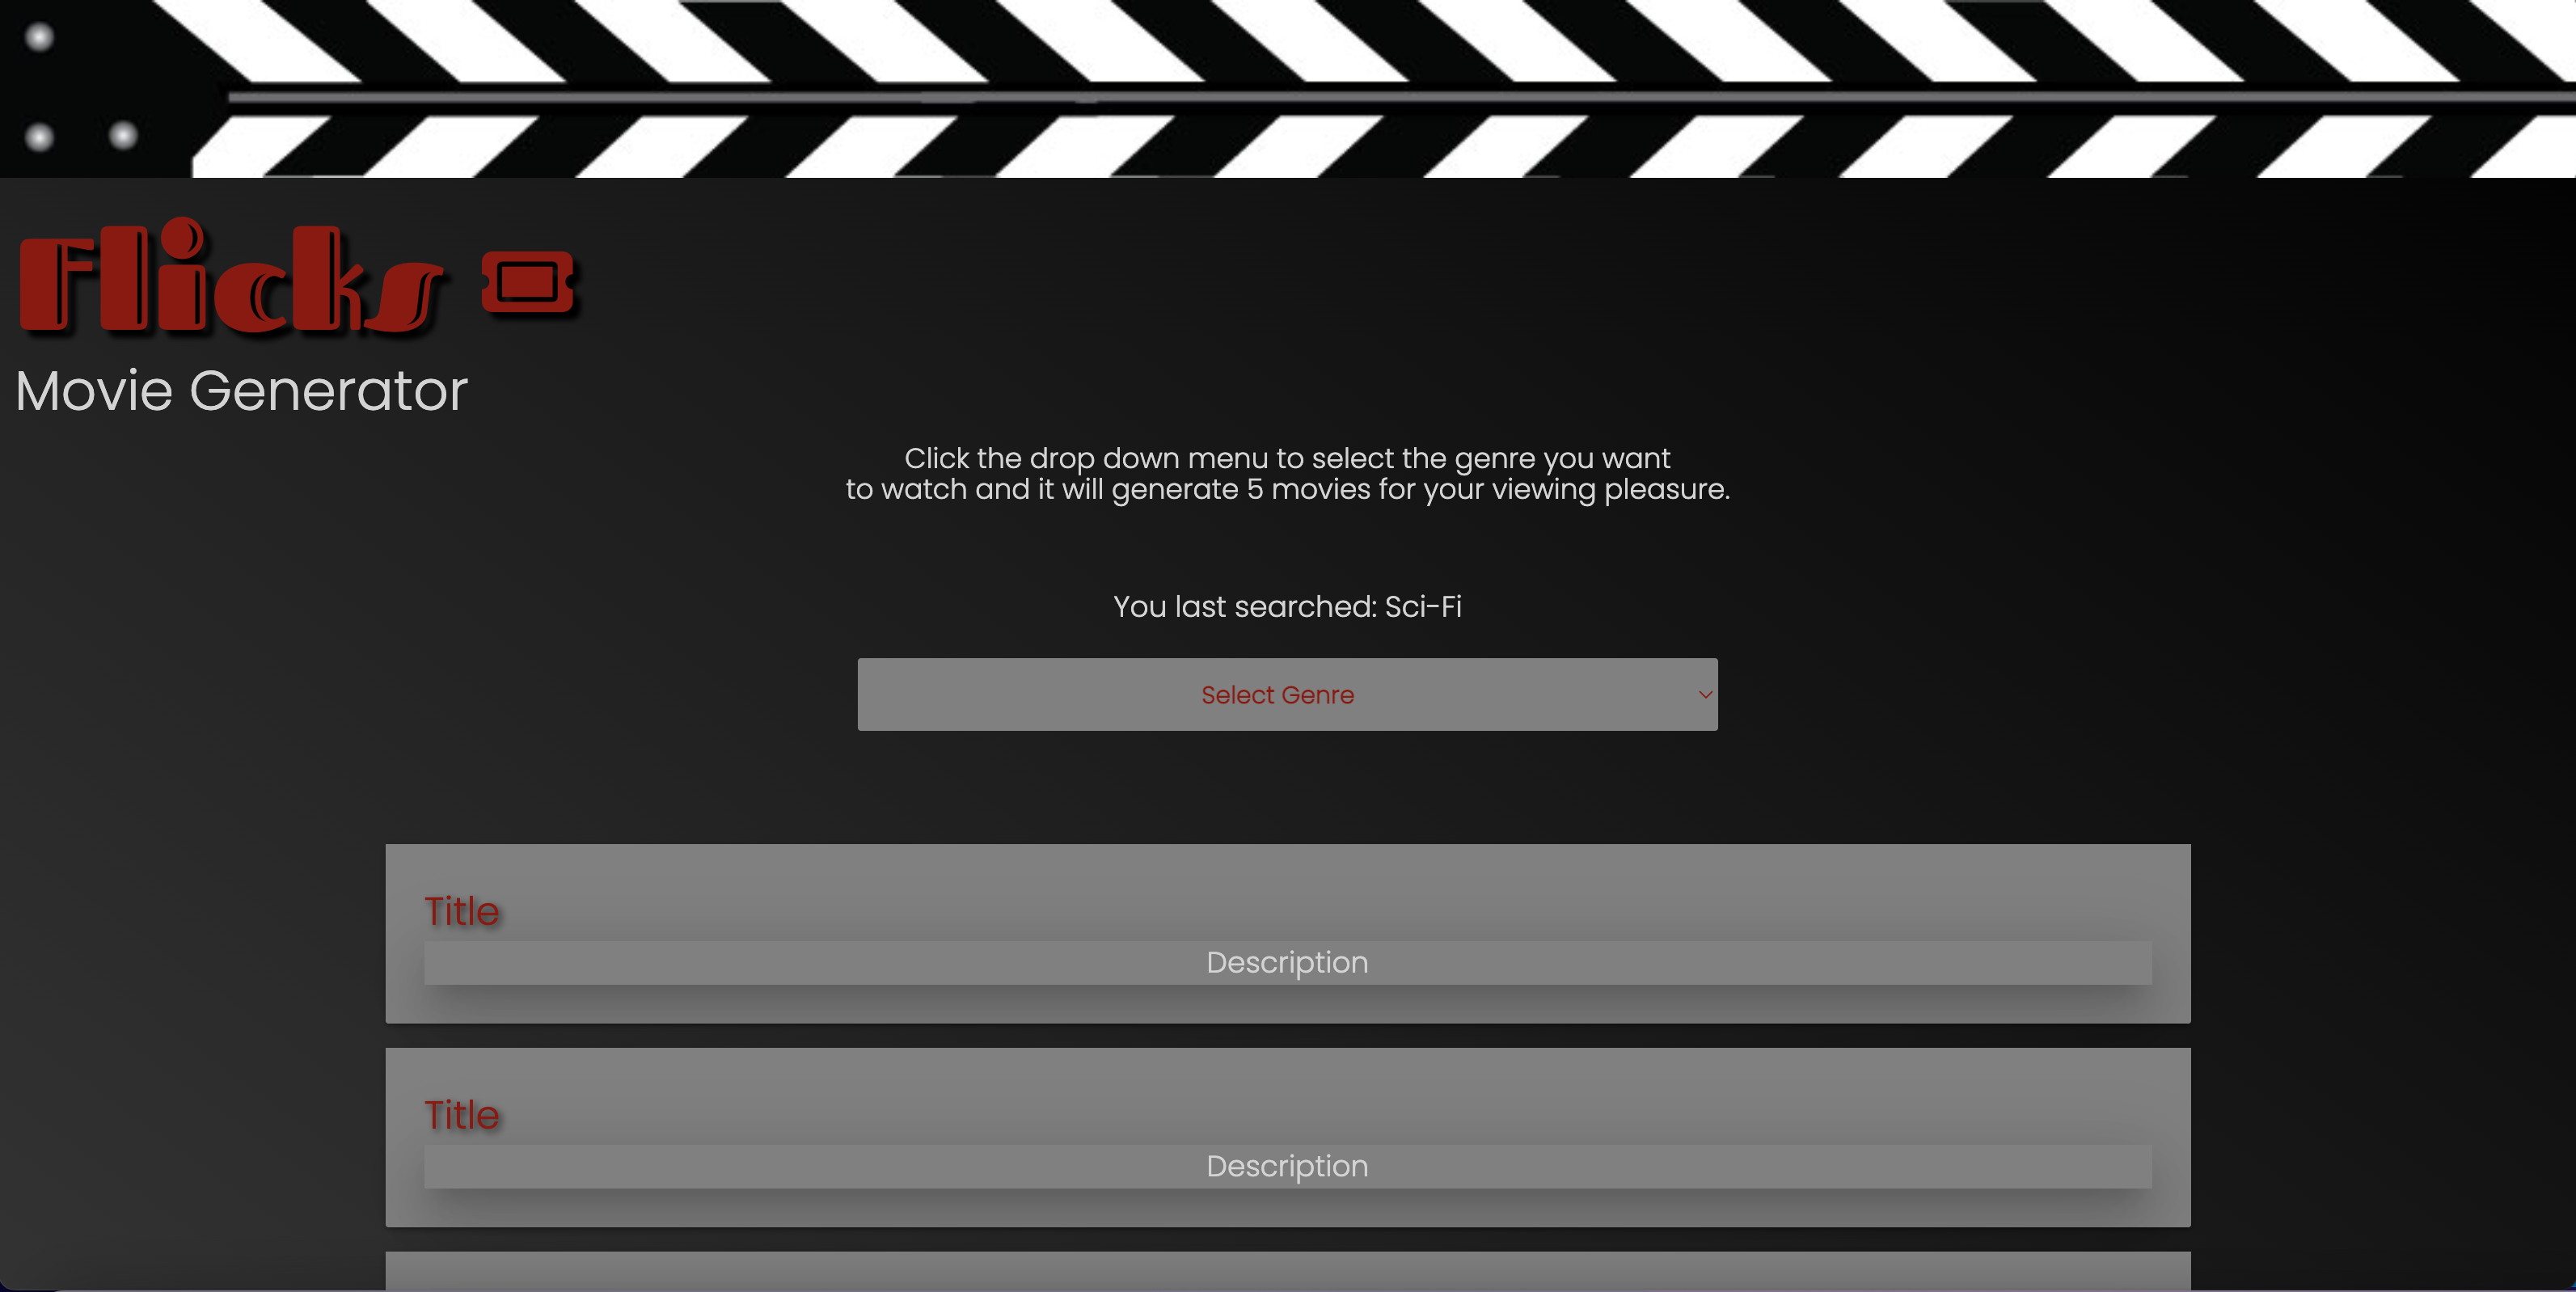 Flicks
Movie Generator
Click the drop down menu to select the genre you want
to watch and it will generate 5 movies for your viewing pleasure.
You last searched: Sci-Fi
Select Genre
Title
Description
Title
Description